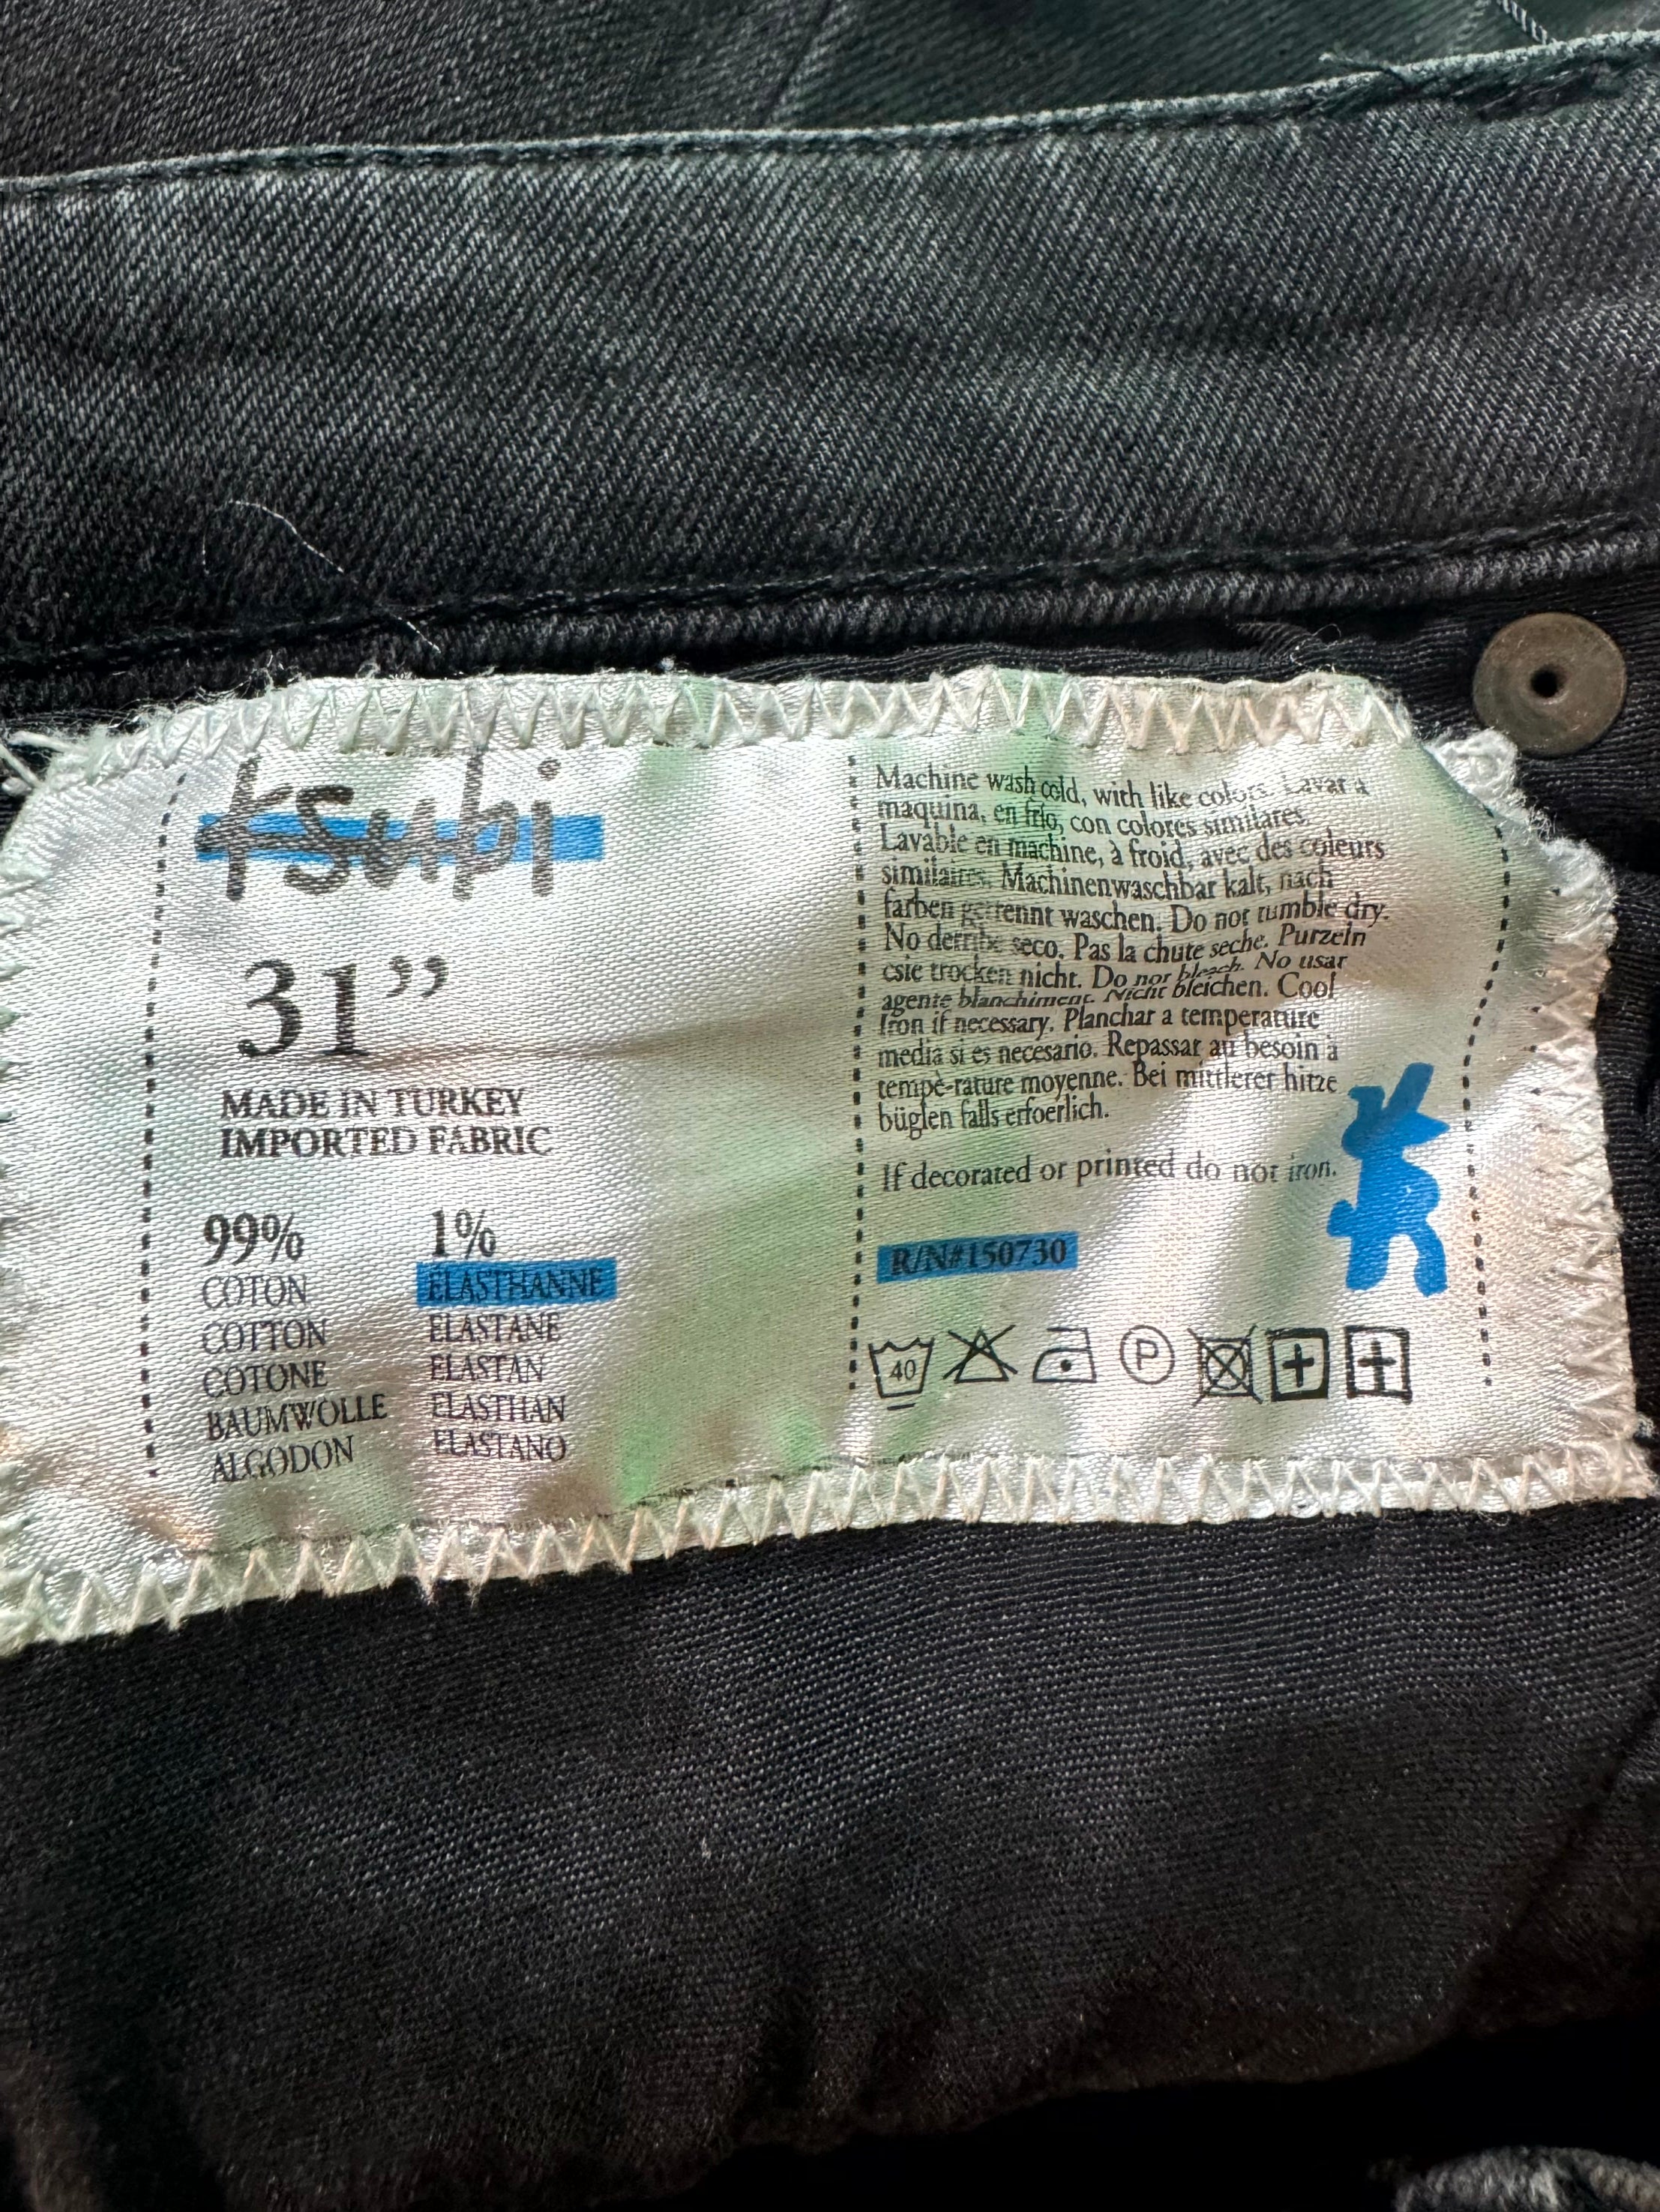 ksubi
31”
MADE IN TURKEY
IMPORTED FABRIC
99%
COTON
COTTON
COTONE
BAUMWOLLE
ALGODON
1%
ELASTHANNE
ELASTANE
ELASTAN
ELASTHAN
ELASTANO
Machine wash cold, with like colors. Lavar a
maquina, en frio, con colores similares.
Lavable en machine, à froid, avec des coleurs
similaires. Machinenwaschbar kalt, nach
farben getrennt waschen. Do not tumble dry.
No derribe seco. Pas la chute seche. Purzeln
csie trocken nicht. Do not bleach. No usar
agente blanchiment. Nicht bleichen. Cool
Iron if necessary. Planchar a temperature
media si es necesario. Repassar au besoin à
tempè-rature moyenne. Bei mittlerer hitze
büglen falls erfoerlich.
If decorated or printed do not iron.
R/N#150730
40
P